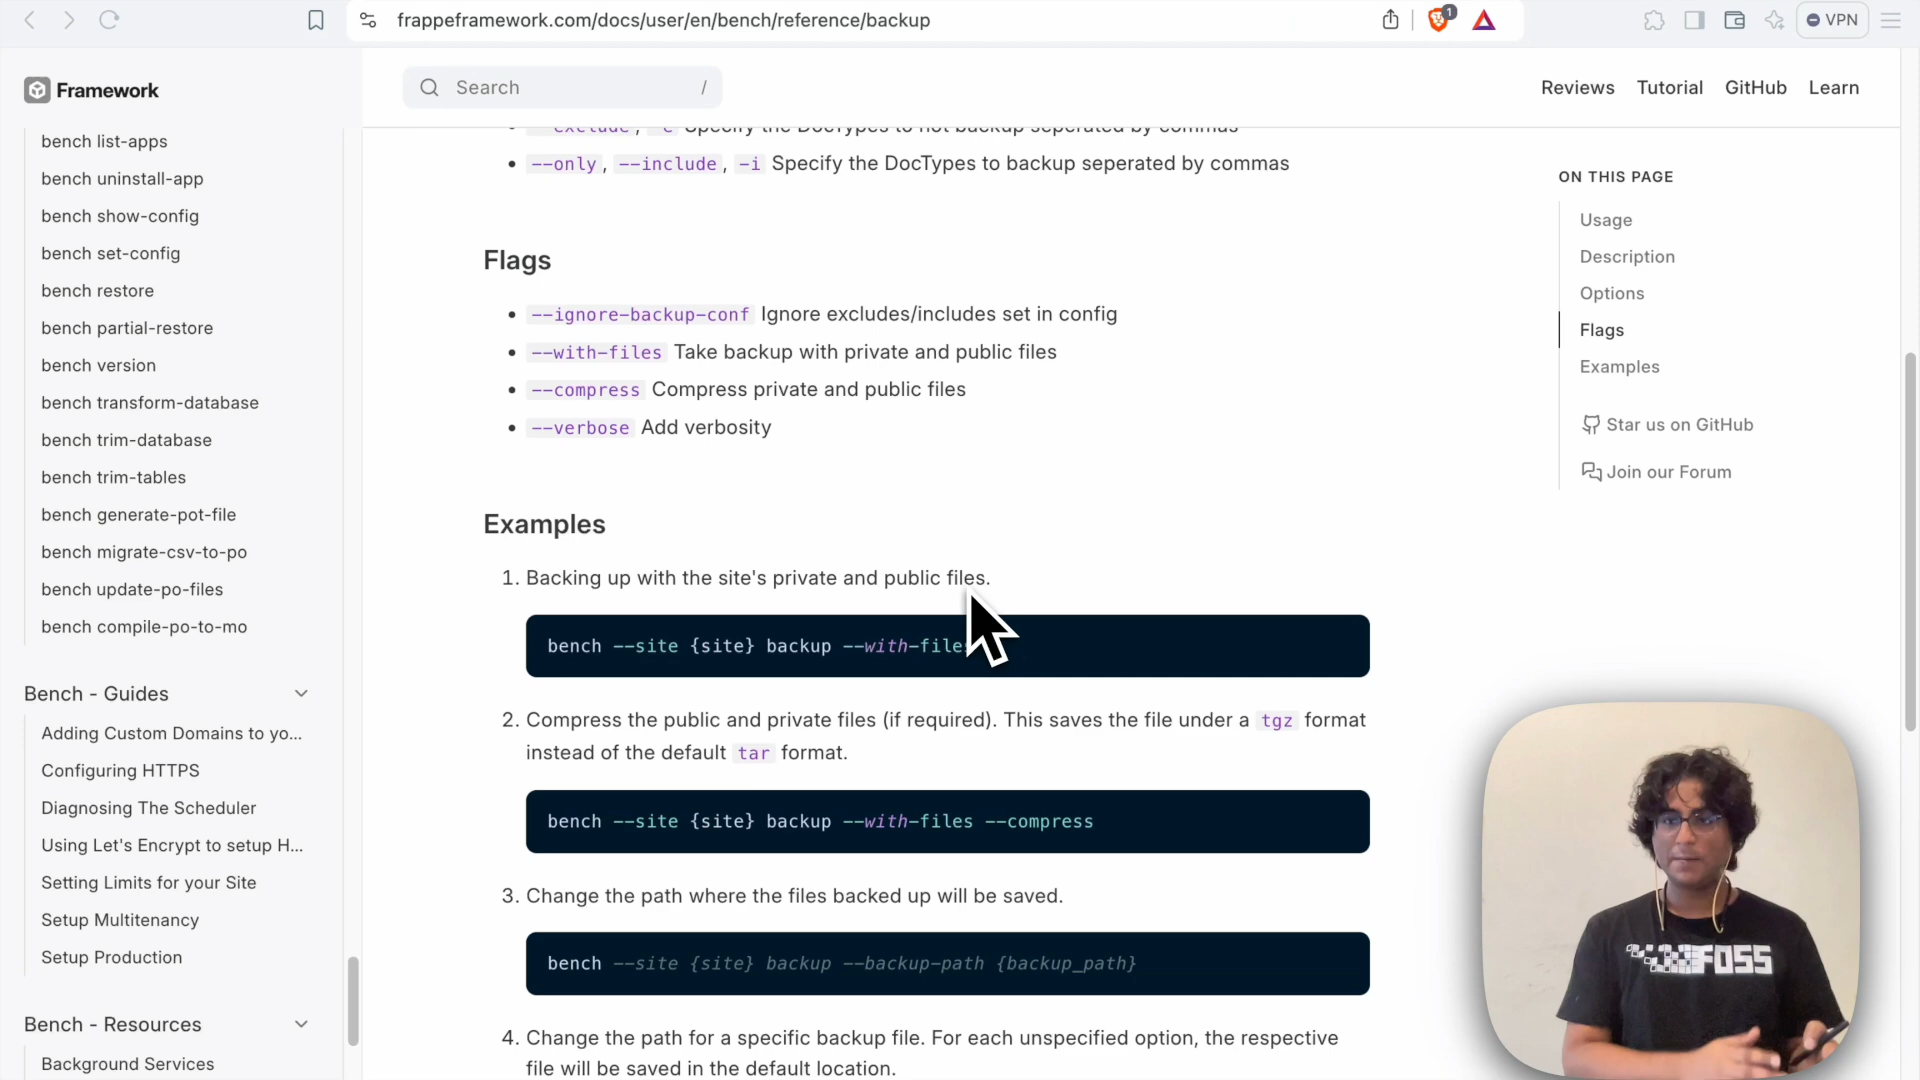 frappeframework.com/docs/user/en/bench/reference/backup
1
VPN
Framework
Search
/
Reviews
Tutorial
GitHub
Learn
bench list-apps
bench uninstall-app
bench show-config
bench set-config
bench restore
bench partial-restore
bench version
bench transform-database
bench trim-database
bench trim-tables
bench generate-pot-file
bench migrate-csv-to-po
bench update-po-files
bench compile-po-to-mo
Bench - Guides
Adding Custom Domains to yo...
Configuring HTTPS
Diagnosing The Scheduler
Using Let's Encrypt to setup H...
Setting Limits for your Site
Setup Multitenancy
Setup Production
Bench - Resources
Background Services
--exclude, -e Specify the DocTypes to not backup seperated by commas
--only, --include, -i Specify the DocTypes to backup seperated by commas
Flags
--ignore-backup-conf Ignore excludes/includes set in config
--with-files Take backup with private and public files
--compress Compress private and public files
--verbose Add verbosity
Examples
1. Backing up with the site's private and public files.
bench --site {site} backup --with-files
2. Compress the public and private files (if required). This saves the file under a tgz format
instead of the default tar format.
bench --site {site} backup --with-files --compress
3. Change the path where the files backed up will be saved.
bench --site {site} backup --backup-path {backup_path}
4. Change the path for a specific backup file. For each unspecified option, the respective
file will be saved in the default location.
ON THIS PAGE
Usage
Description
Options
Flags
Examples
Star us on GitHub
Join our Forum
FOSS